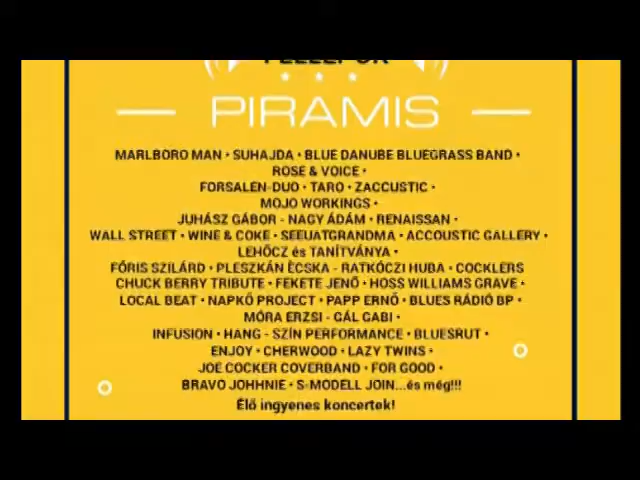 PIRAMIS
MARLBORO MAN • SUHAJDA • BLUE DANUBE BLUEGRASS BAND •
ROSE & VOICE •
FORSALEN-DUO • TARO • ZACCUSTIC •
MOJO WORKINGS •
JUHÁSZ GÁBOR - NAGY ÁDÁM • RENAISSAN •
WALL STREET • WINE & COKE • SEEUATGRANDMA • ACCOUSTIC GALLERY •
LEHŐCZ és TANÍTVÁNYA •
FŐRIS SZILÁRD • PLESZKÁN ÉCSKA - RATKÓCZI HUBA • COCKLERS
CHUCK BERRY TRIBUTE • FEKETE JENŐ • HOSS WILLIAMS GRAVE •
LOCAL BEAT • NAPKŐ PROJECT • PAPP ERNŐ • BLUES RÁDIÓ BP •
MÓRA ERZSI - GÁL GABI •
INFUSION • HANG - SZÍN PERFORMANCE • BLUESRUT •
ENJOY • CHERWOOD • LAZY TWINS •
JOE COCKER COVERBAND • FOR GOOD •
BRAVO JOHHNIE • S-MODELL JOIN...és még!!!
Élő ingyenes koncertek!